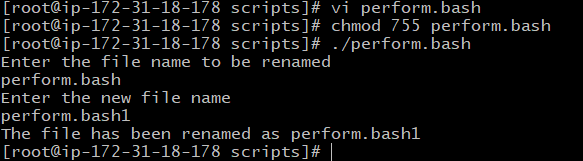 [root@ip-172-31-18-178 scripts]# vi perform.bash
[root@ip-172-31-18-178 scripts]# chmod 755 perform.bash
[root@ip-172-31-18-178 scripts]# ./perform.bash
Enter the file name to be renamed
perform.bash
Enter the new file name
perform.bash1
The file has been renamed as perform.bash1
[root@ip-172-31-18-178 scripts]#